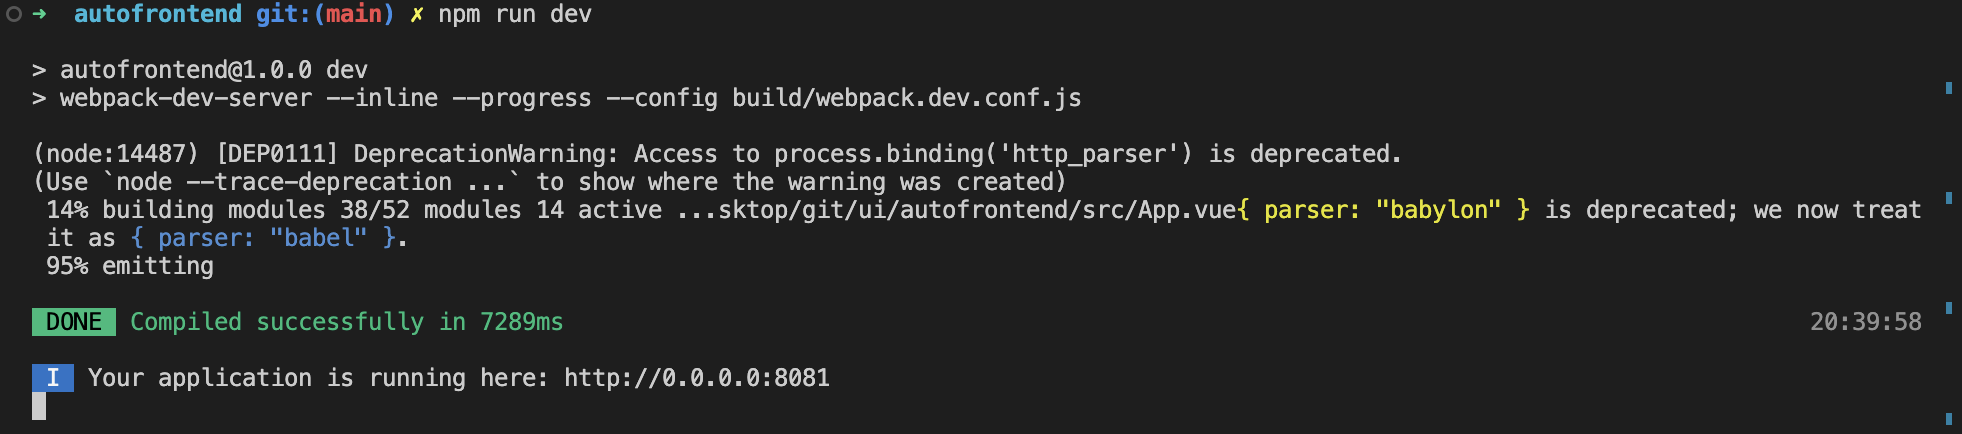 ➜  autofrontend git:(main) ✗ npm run dev
> autofrontend@1.0.0 dev
> webpack-dev-server --inline --progress --config build/webpack.dev.conf.js
(node:14487) [DEP0111] DeprecationWarning: Access to process.binding('http_parser') is deprecated.
(Use `node --trace-deprecation ...` to show where the warning was created)
14% building modules 38/52 modules 14 active ...sktop/git/ui/autofrontend/src/App.vue{ parser: "babylon" } is deprecated; we now treat
it as { parser: "babel" }.
95% emitting
DONE Compiled successfully in 7289ms 20:39:58
I Your application is running here: http://0.0.0.0:8081